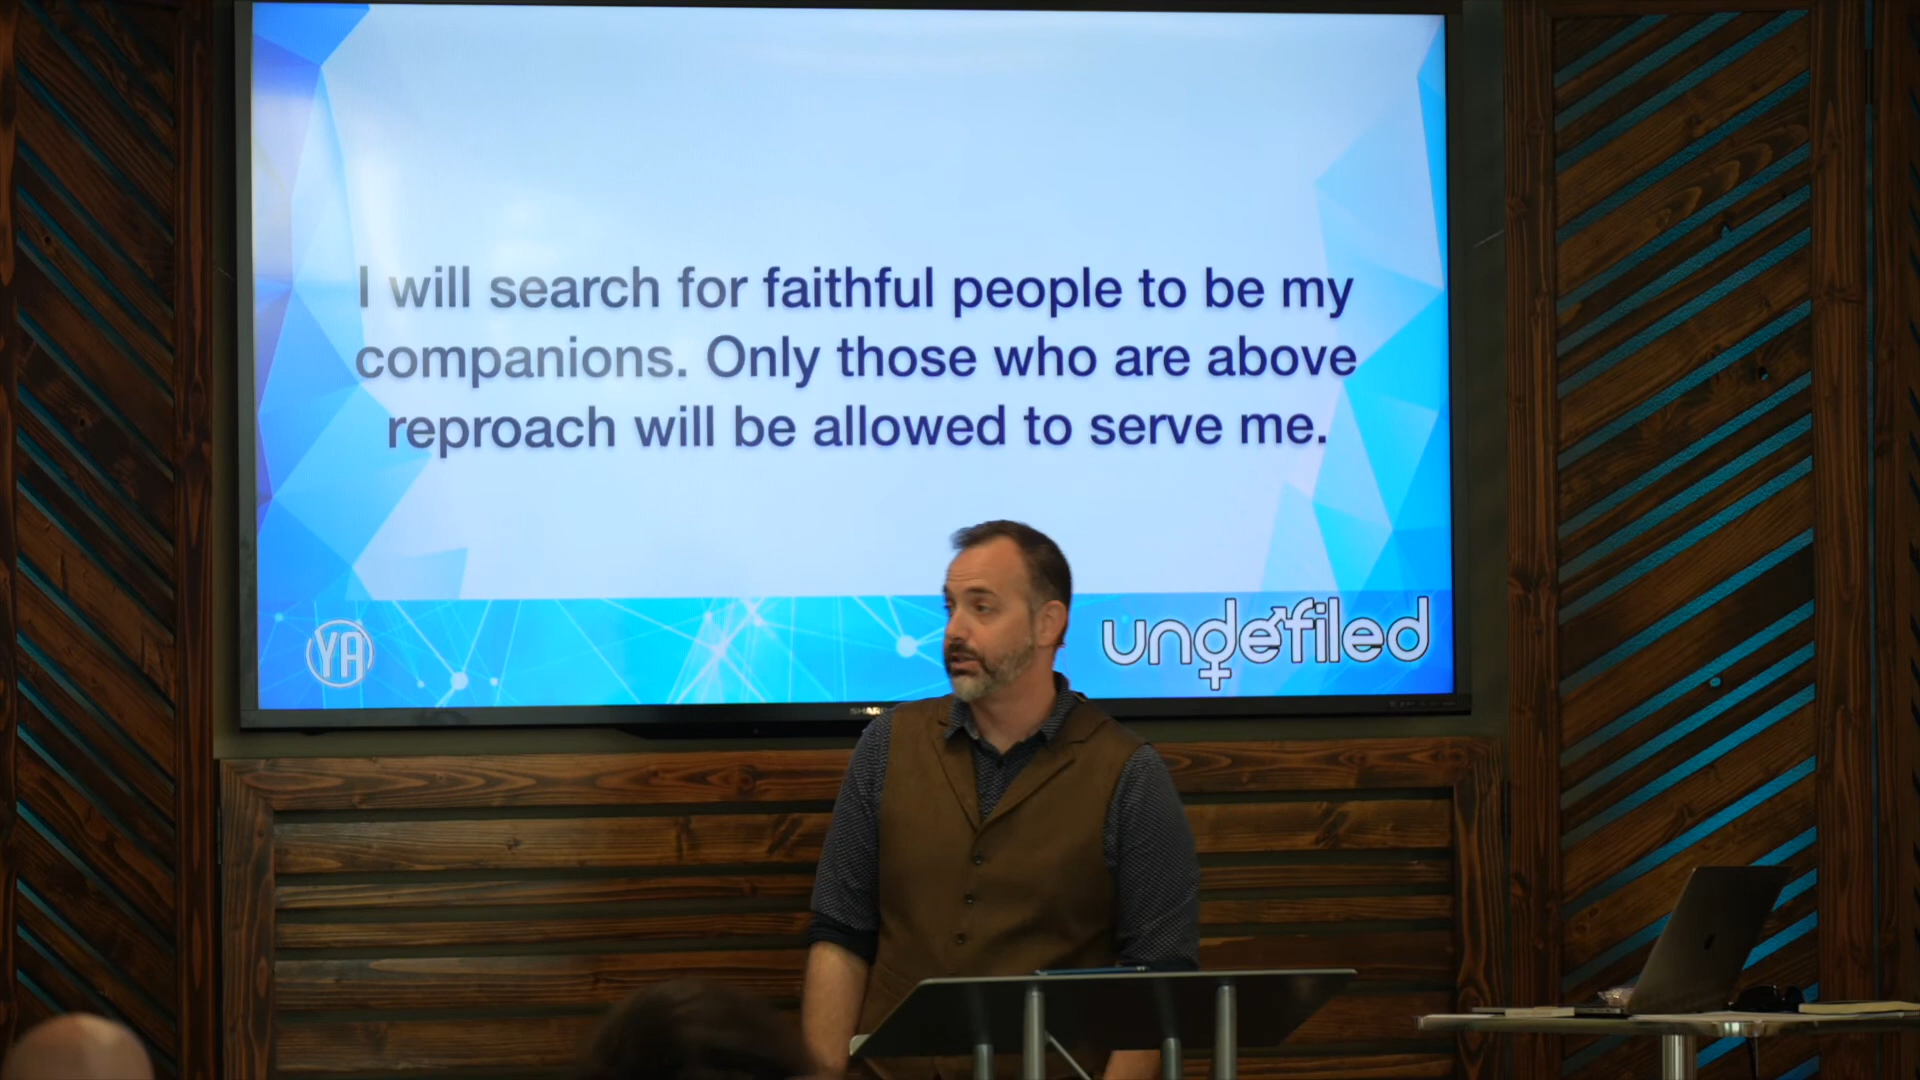 I will search for faithful people to be my
companions. Only those who are above
reproach will be allowed to serve me.
YA
undefiled
SHARP